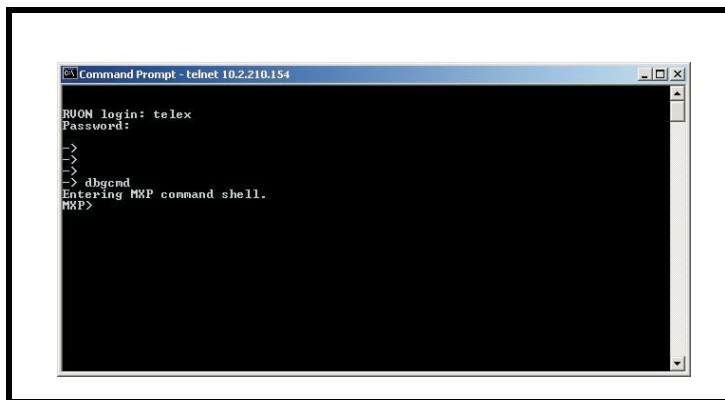 Command Prompt - telnet 10.2.210.154
RVON login: telex
Password:
->
->
->
-> dbgcmd
Entering MXP command shell.
MXP>